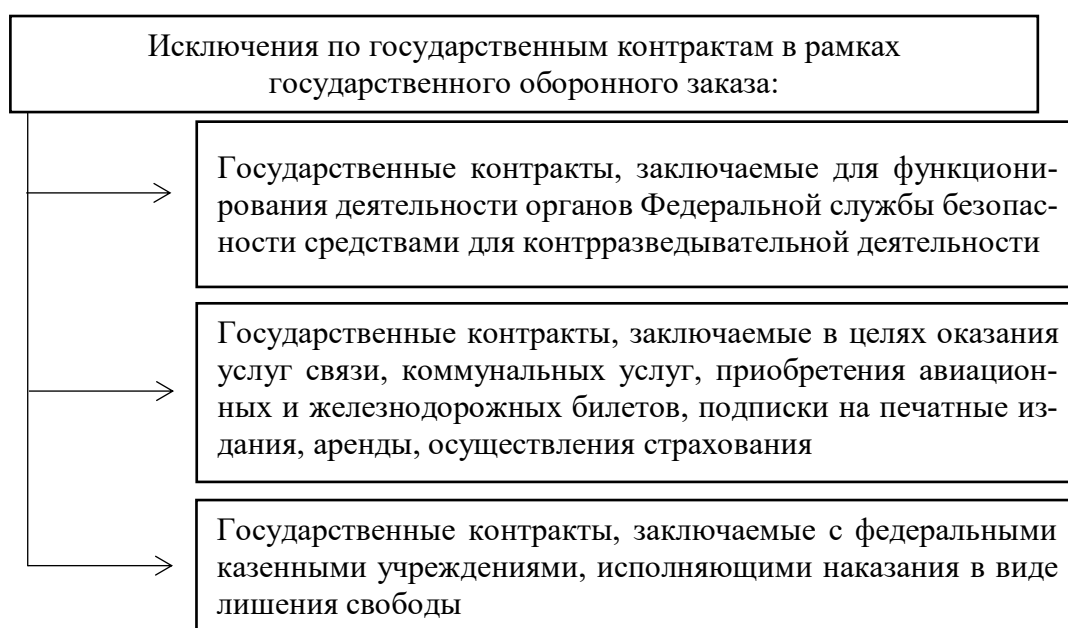 Исключения по государственным контрактам в рамках
государственного оборонного заказа:
Государственные контракты, заключаемые для функциони-
рования деятельности органов Федеральной службы безопас-
ности средствами для контрразведывательной деятельности
Государственные контракты, заключаемые в целях оказания
услуг связи, коммунальных услуг, приобретения авиацион-
ных и железнодорожных билетов, подписки на печатные из-
дания, аренды, осуществления страхования
Государственные контракты, заключаемые с федеральными
казенными учреждениями, исполняющими наказания в виде
лишения свободы